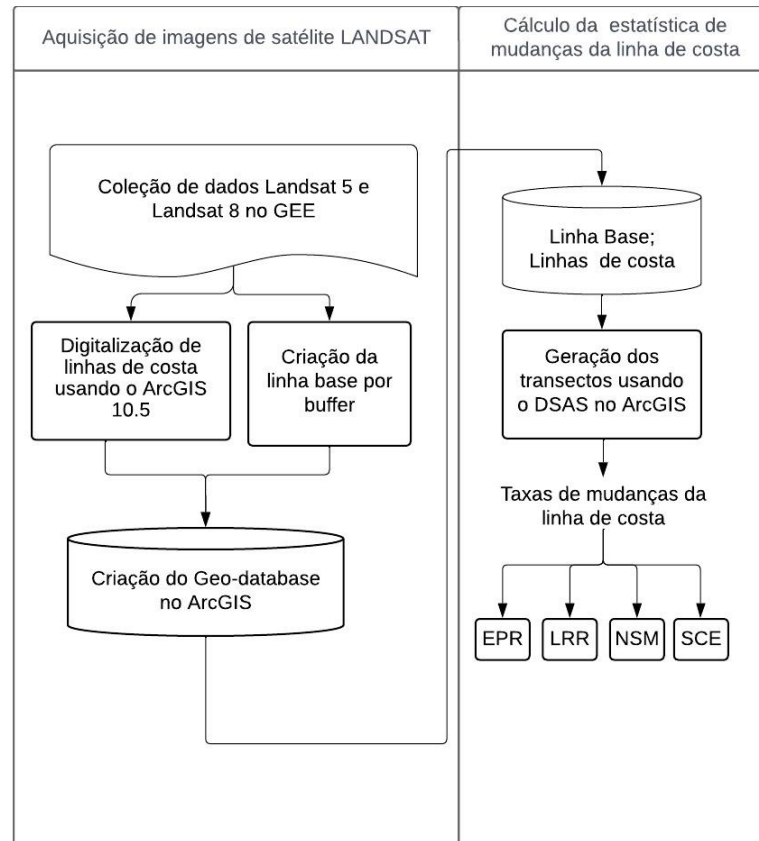 Aquisição de imagens de satélite LANDSAT
Cálculo da  estatística de
mudanças da linha de costa
Coleção de dados Landsat 5 e
Landsat 8 no GEE
Digitalização de
linhas de costa
usando o ArcGIS
10.5
Criação da
linha base por
buffer
Criação do Geo-database
no ArcGIS
Linha Base;
Linhas  de costa
Geração dos
transectos usando
o DSAS no ArcGIS
Taxas de mudanças da
linha de costa
EPR
LRR
NSM
SCE